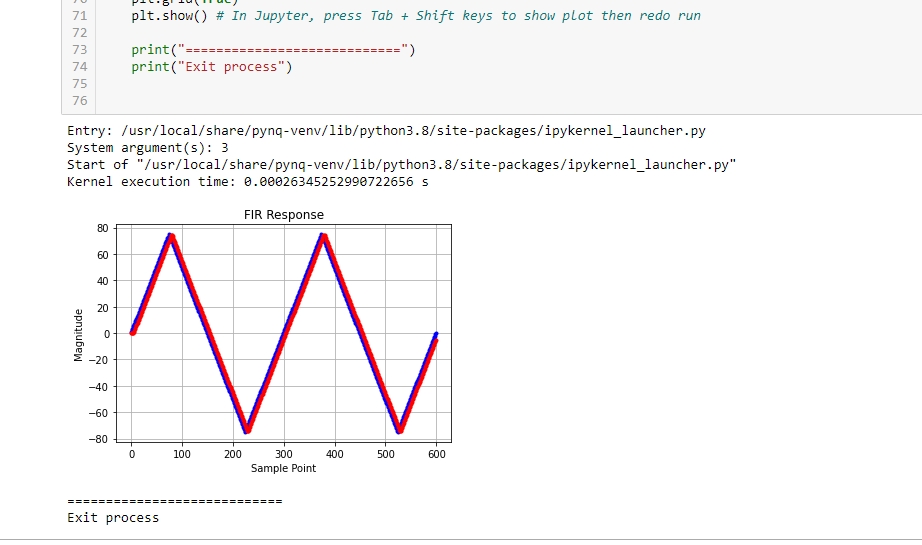 70 plt.grid(True)
71 plt.show() # In Jupyter, press Tab + Shift keys to show plot then redo run
72
73 print("============================")
74 print("Exit process")
75
76
Entry: /usr/local/share/pynq-venv/lib/python3.8/site-packages/ipykernel_launcher.py
System argument(s): 3
Start of "/usr/local/share/pynq-venv/lib/python3.8/site-packages/ipykernel_launcher.py"
Kernel execution time: 0.00026345252990722656 s
FIR Response
80
60
40
20
0
−20
−40
−60
−80
Magnitude
0 100 200 300 400 500 600
Sample Point
============================
Exit process